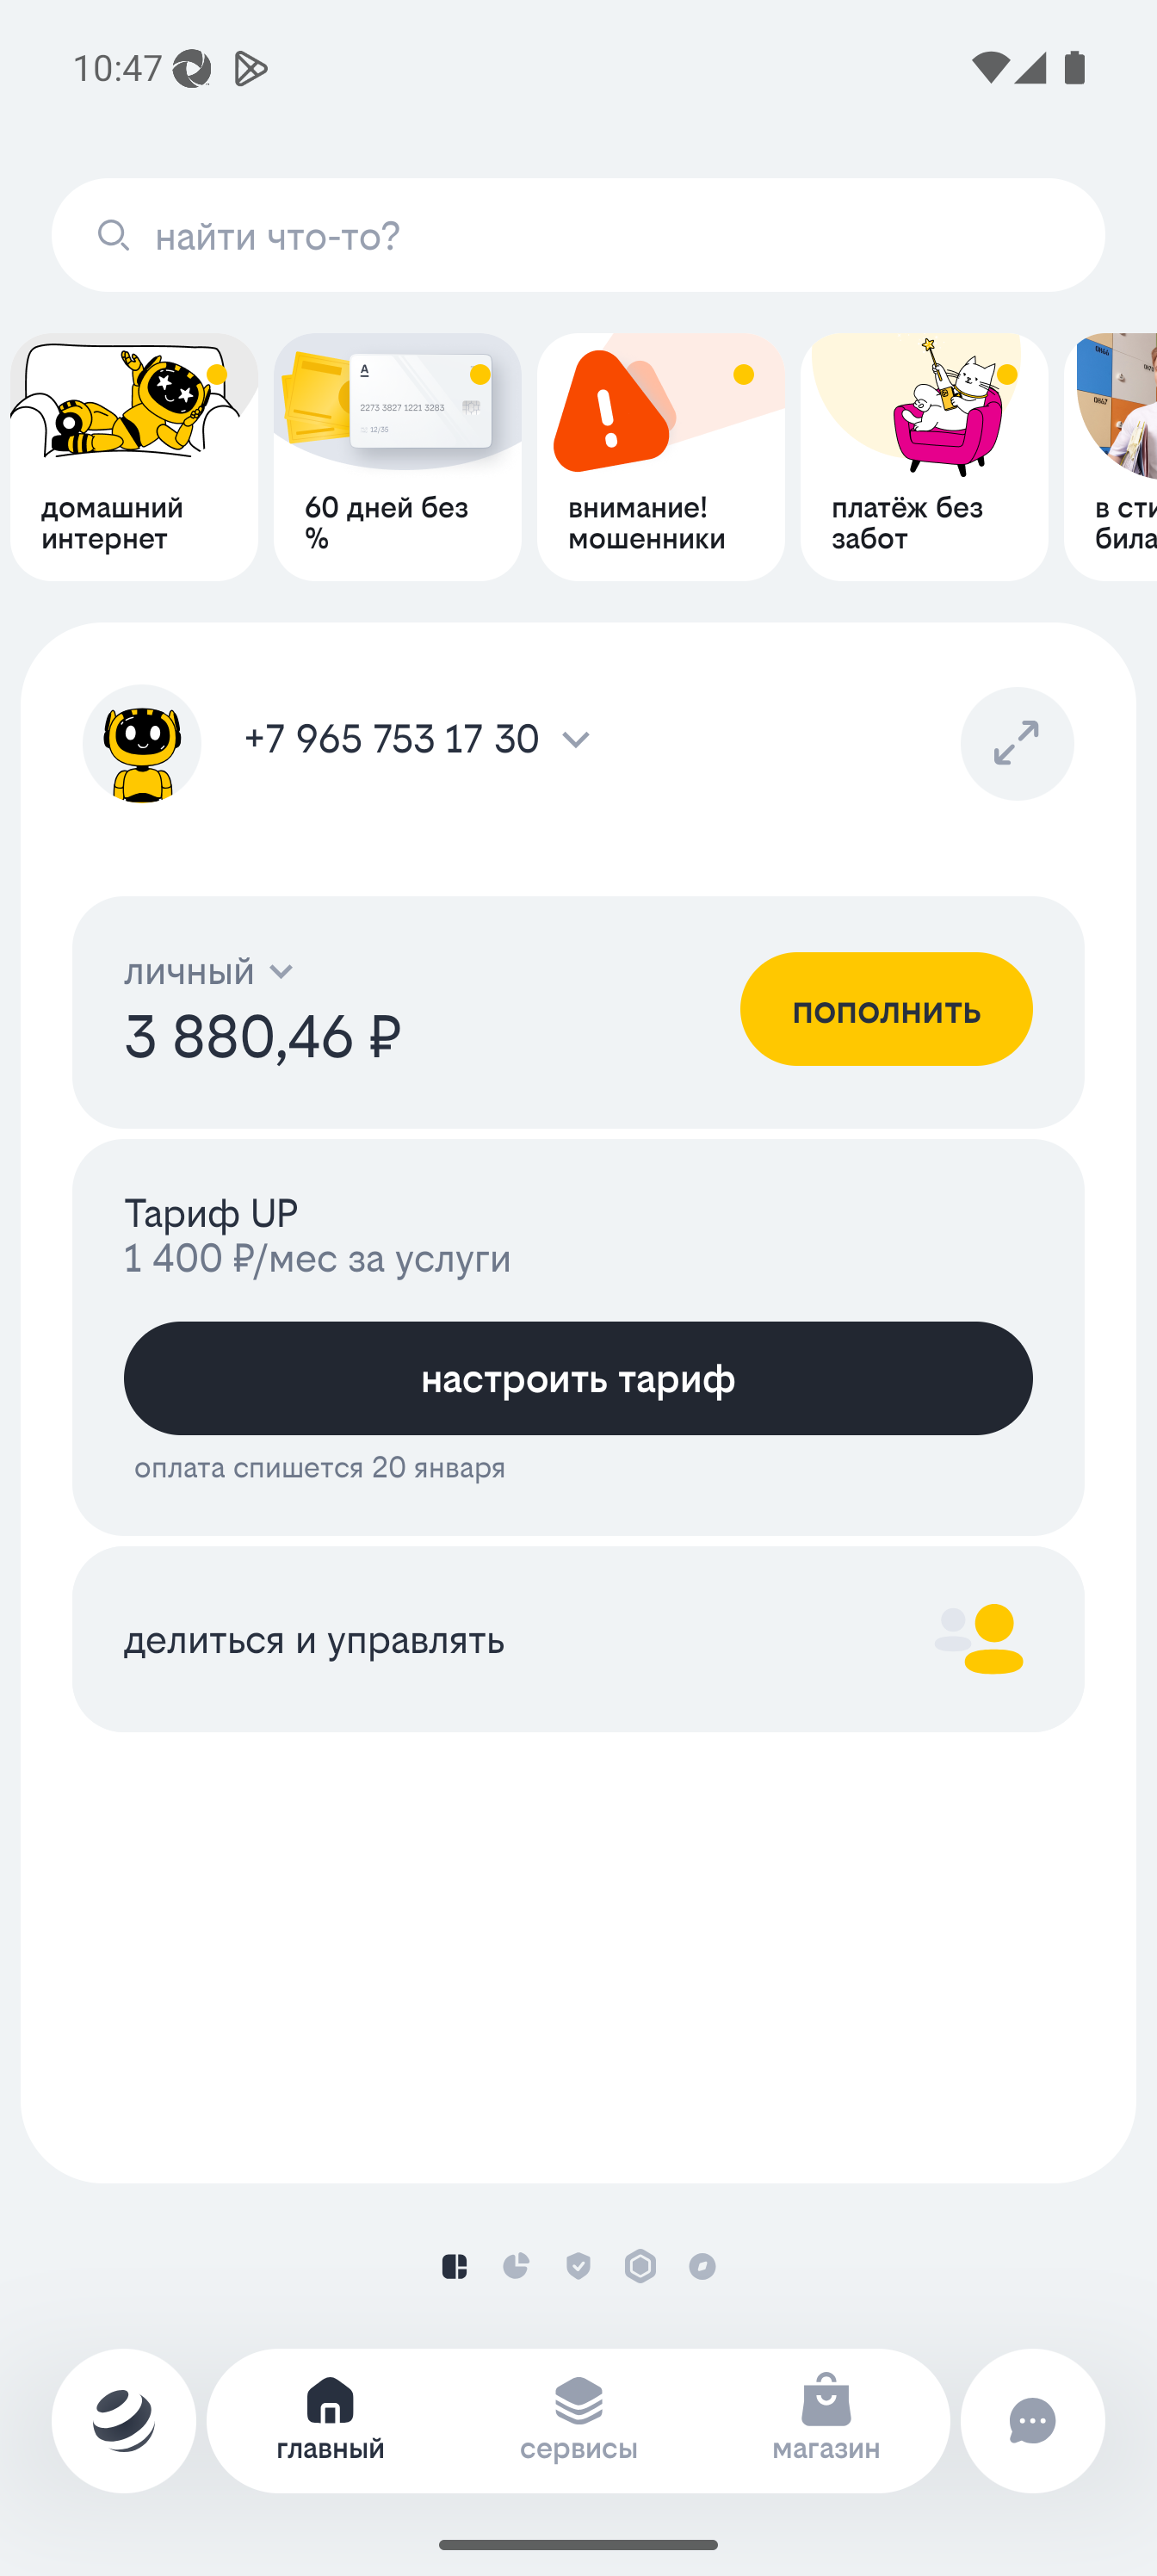 10:47
найти что-то?
домашний
интернет
A
2273 3827 1221 3283
12/35
60 дней без
%
внимание!
мошенники
платёж без
забот
0844
0847
в сти
била
+7 965 753 17 30
личный
3 880,46 ₽
пополнить
Тариф UP
1 400 ₽/мес за услуги
настроить тариф
оплата спишется 20 января
делиться и управлять
главный
сервисы
магазин